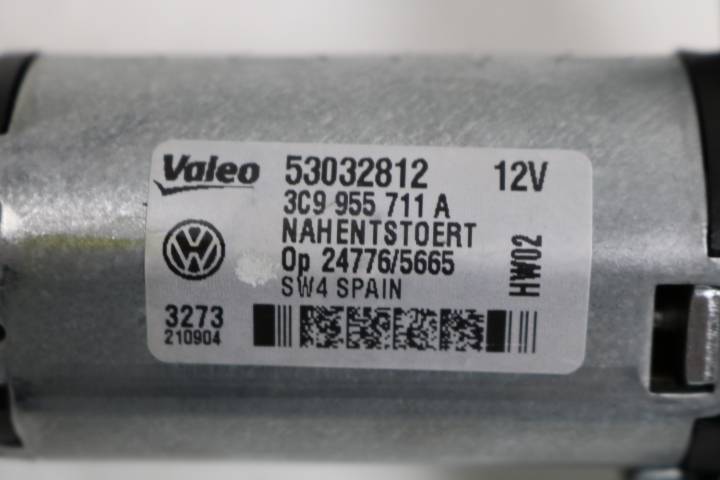 Valeo 53032812 12V
3C9 955 711 A
NAHENTSTOERT
Op 24776/5665
SW4 SPAIN
HW02
3273
210904